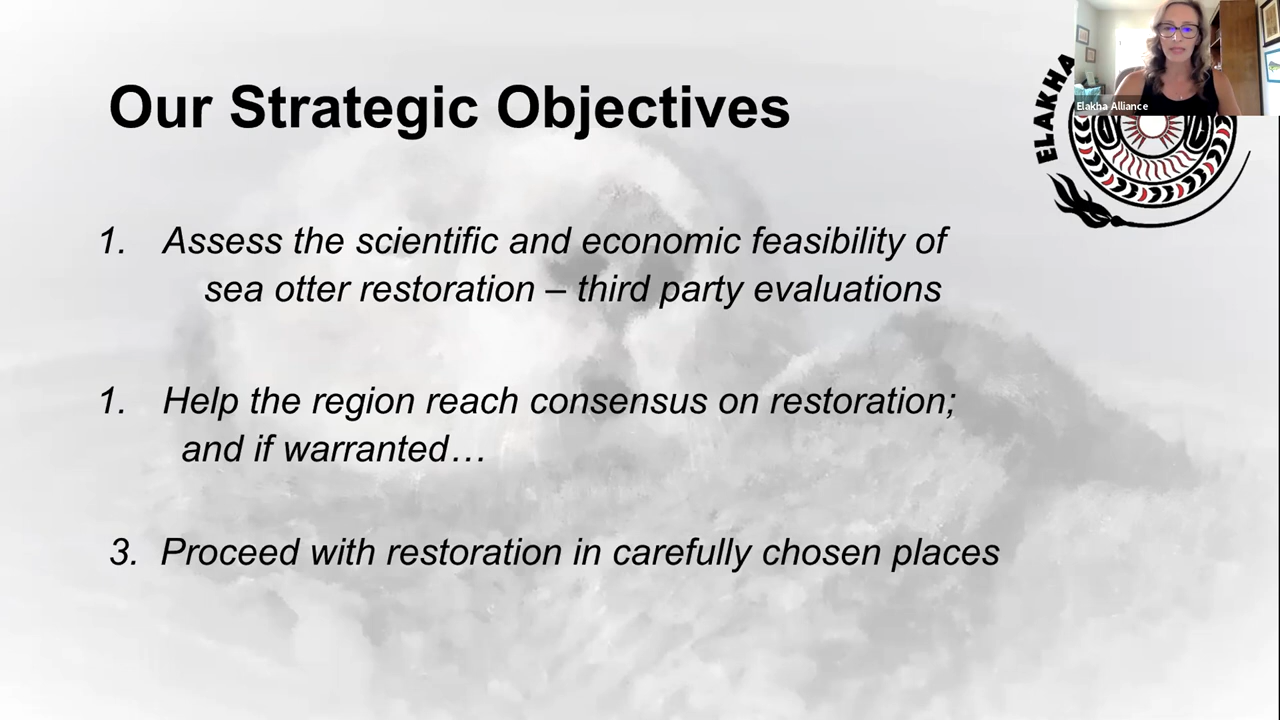 Our Strategic Objectives
Elakha Alliance
ELAKHA
1. Assess the scientific and economic feasibility of
sea otter restoration – third party evaluations
1. Help the region reach consensus on restoration;
and if warranted…
3. Proceed with restoration in carefully chosen places